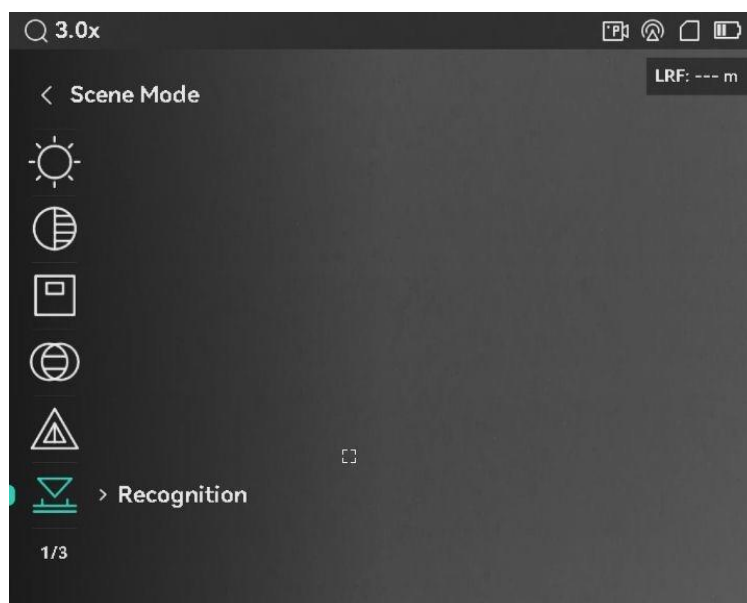 3.0x
P
LRF: --- m
< Scene Mode
> Recognition
1/3